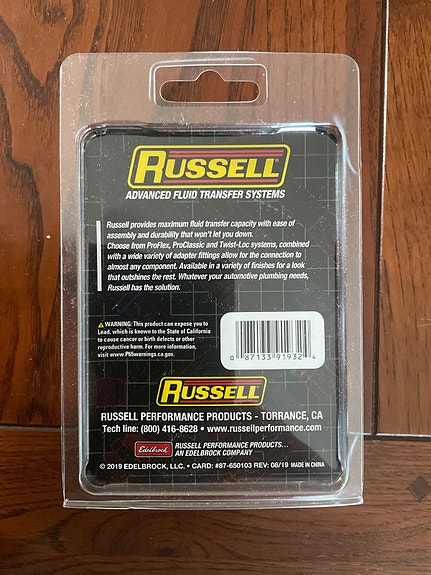 RUSSELL®
ADVANCED FLUID TRANSFER SYSTEMS
Russell provides maximum fluid transfer capacity with ease of
assembly and durability that won't let you down.
Choose from ProFlex, ProClassic and Twist-Loc systems, combined
with a wide variety of adapter fittings allow for the connection to
almost any component. Available in a variety of finishes for a look
that outshines the rest. Whatever your automotive plumbing needs,
Russell has the solution.
⚠ WARNING: This product can expose you to
Lead, which is known to the State of California
to cause cancer or birth defects or other
reproductive harm. For more information,
visit www.P65warnings.ca.gov.
0 87133 91932 4
RUSSELL
RUSSELL PERFORMANCE PRODUCTS - TORRANCE, CA
Tech line: (800) 416-8628 • www.russellperformance.com
Edelbrock
RUSSELL PERFORMANCE PRODUCTS...
AN EDELBROCK COMPANY
© 2019 EDELBROCK, LLC. • CARD: #87-650103 REV: 08/19 MADE IN CHINA